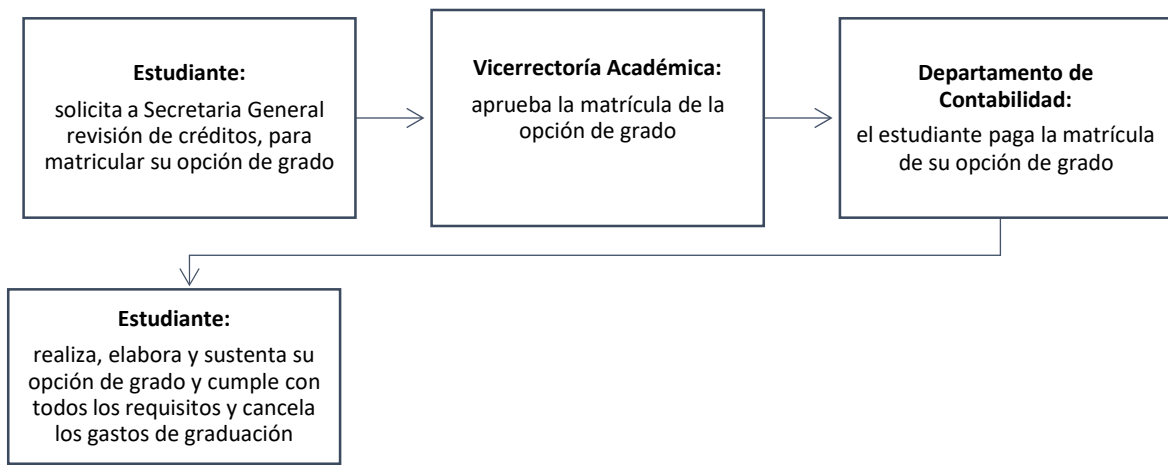 Estudiante:
solicita a Secretaria General
revisión de créditos, para
matricular su opción de grado
Vicerrectoría Académica:
aprueba la matrícula de la
opción de grado
Departamento de
Contabilidad:
el estudiante paga la matrícula
de su opción de grado
Estudiante:
realiza, elabora y sustenta su
opción de grado y cumple con
todos los requisitos y cancela
los gastos de graduación